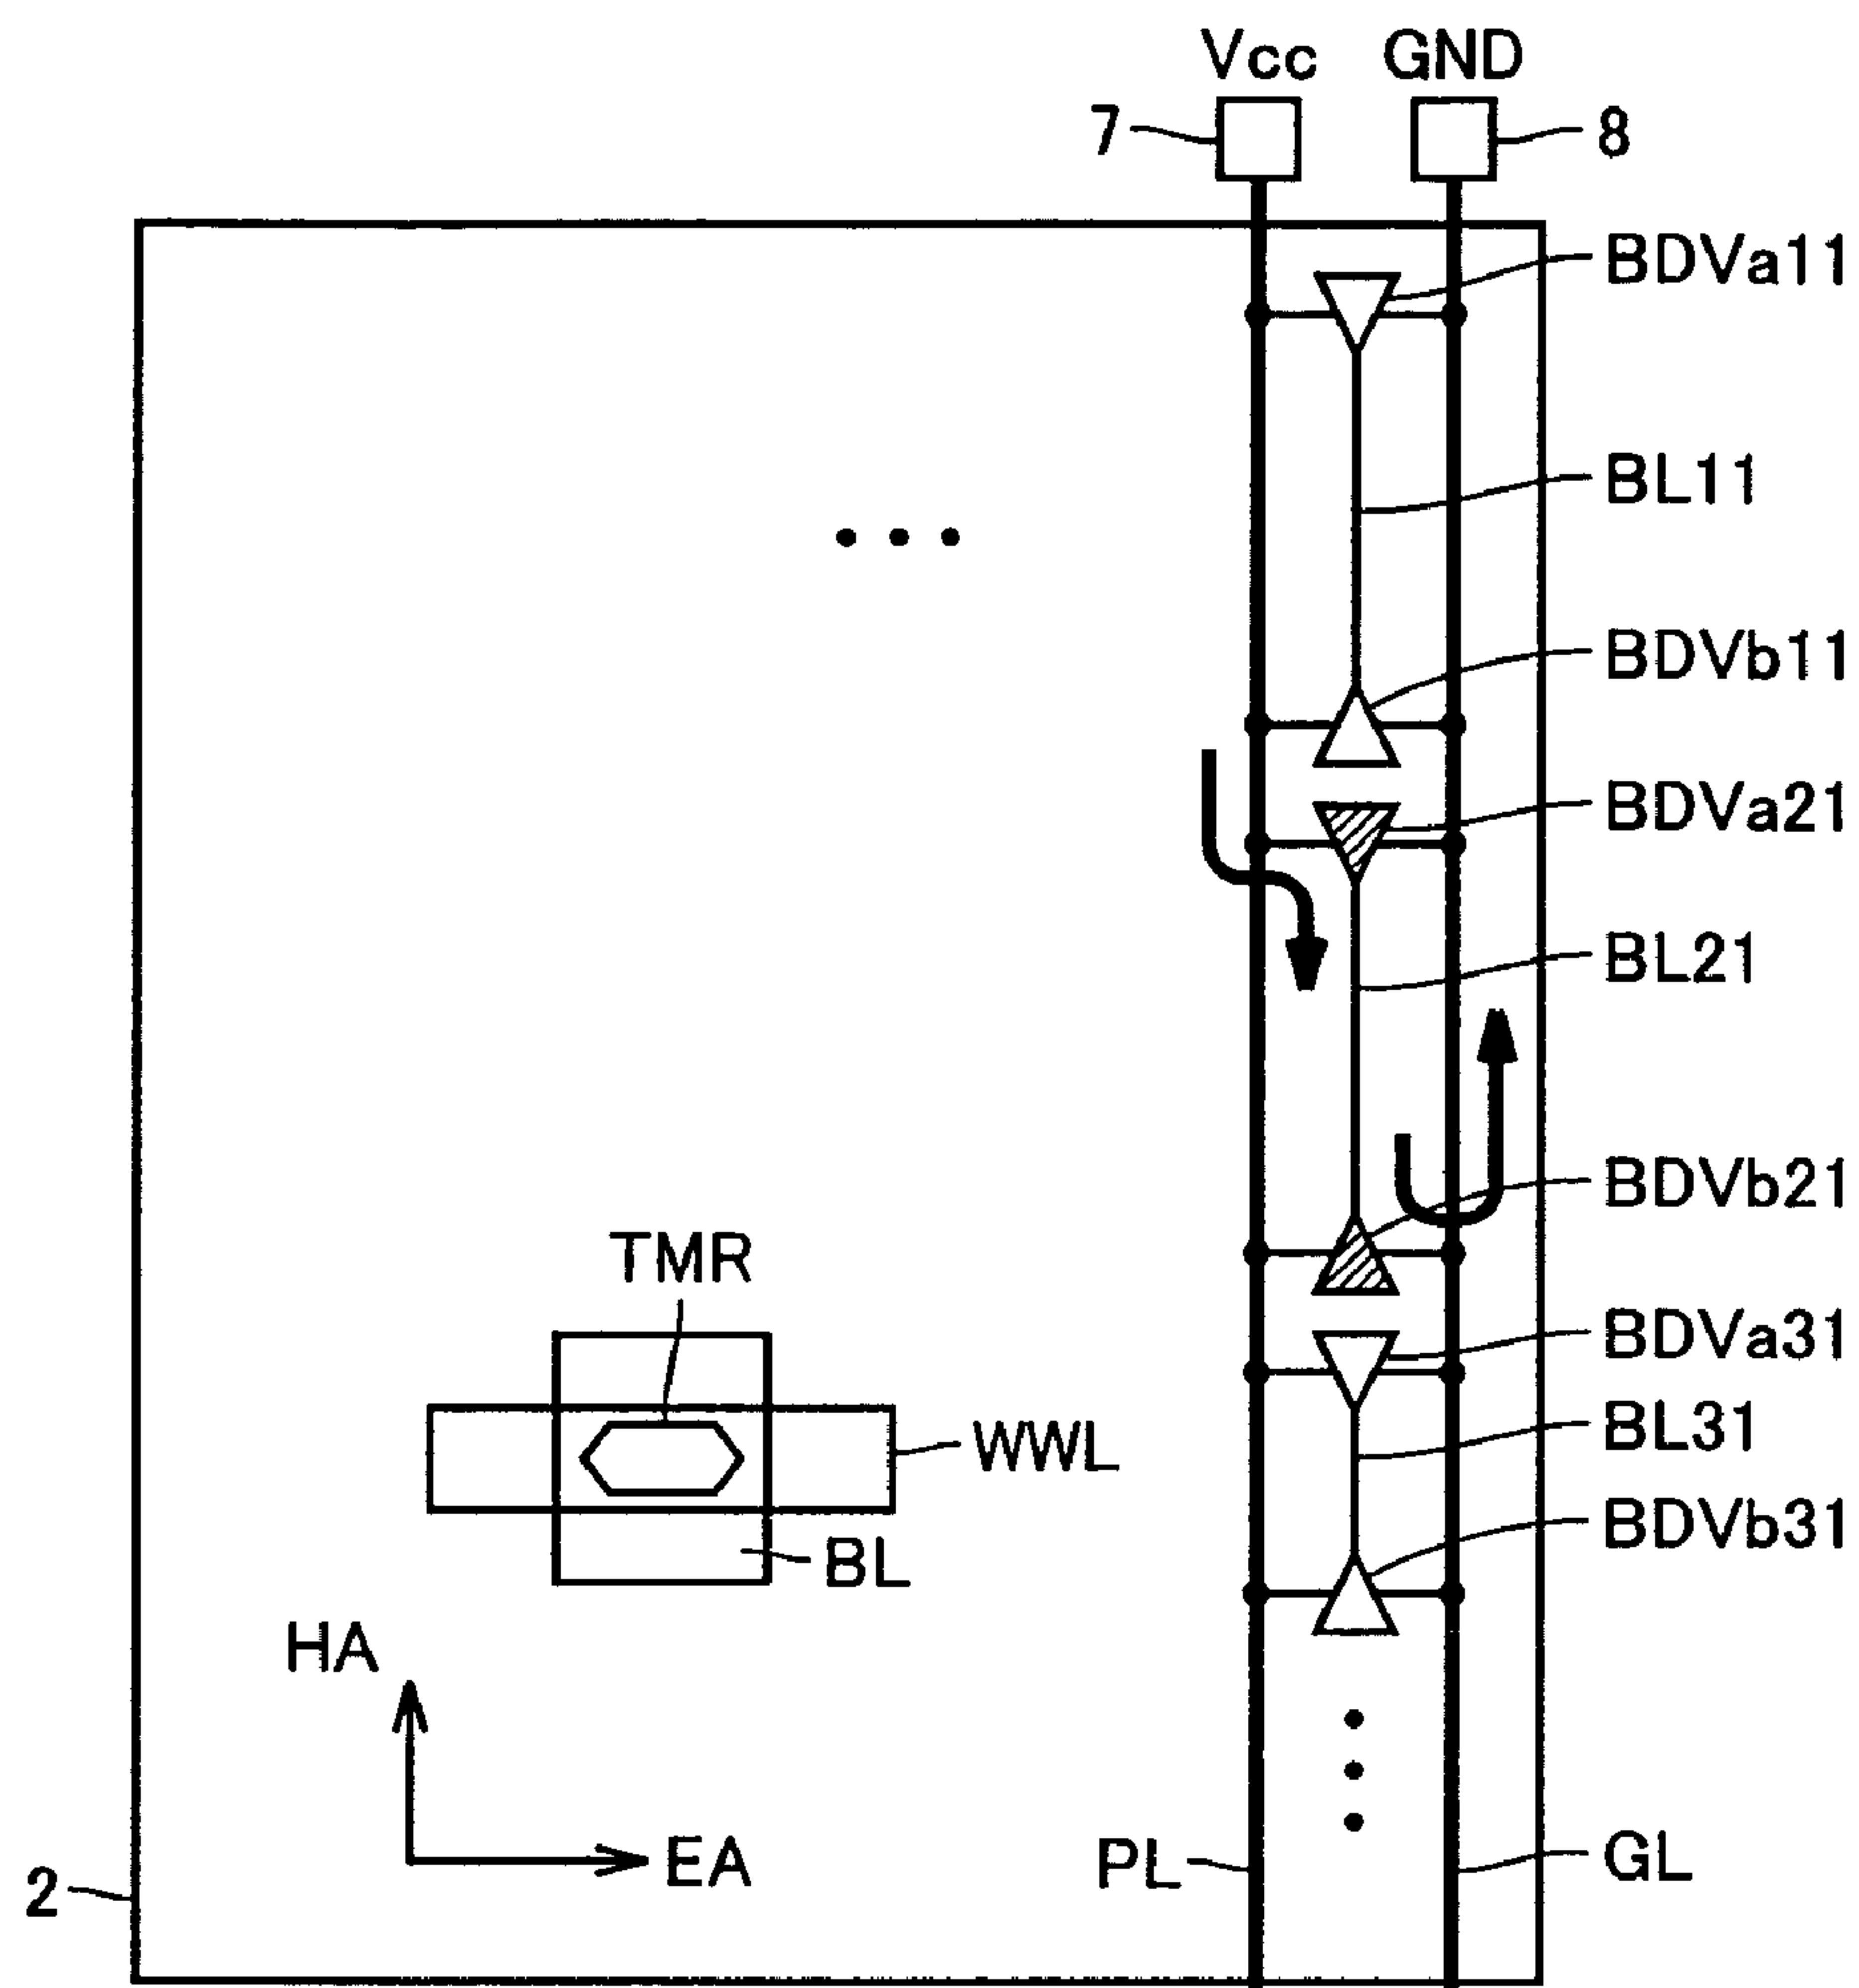 Vcc GND
7 8
BDVa11
BL11
BDVb11
BDVa21
BL21
BDVb21
TMR
BDVa31
WWL
BL31
BL
BDVb31
HA
EA
PL
GL
2